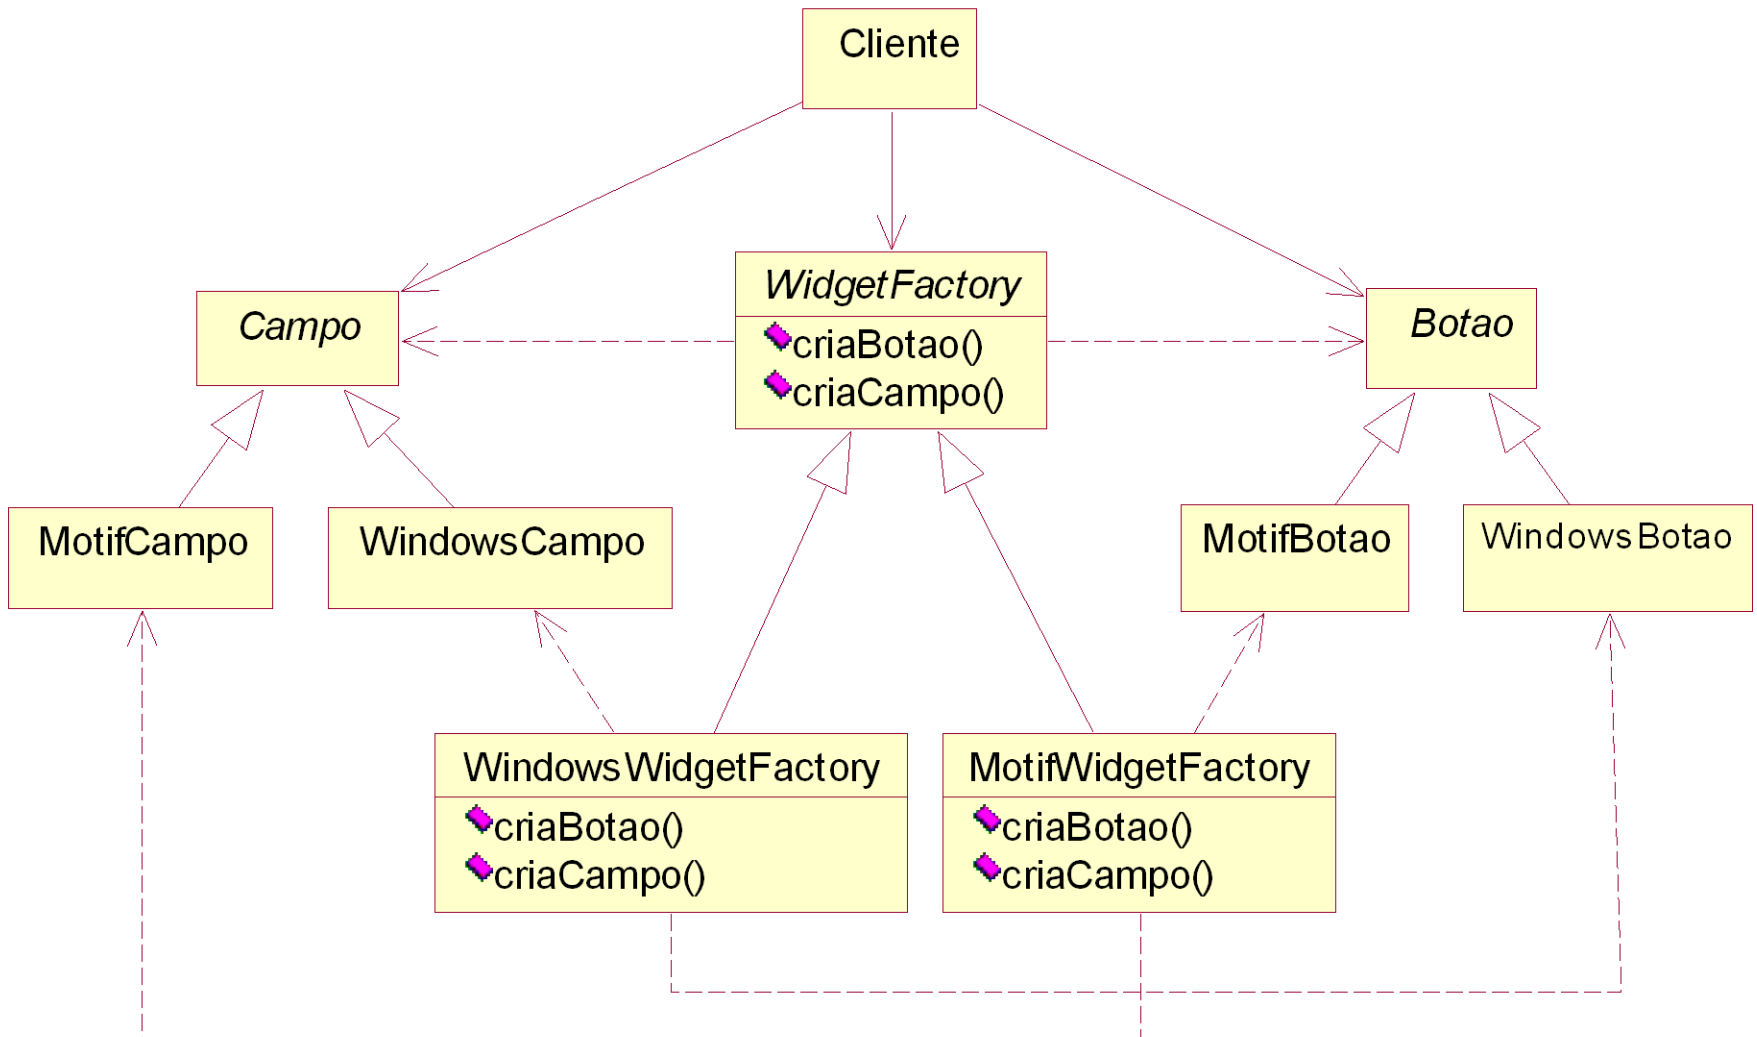 Cliente
WidgetFactory
criaBotao()
criaCampo()
Campo
Botao
MotifCampo
WindowsCampo
MotifBotao
WindowsBotao
WindowsWidgetFactory
criaBotao()
criaCampo()
MotifWidgetFactory
criaBotao()
criaCampo()